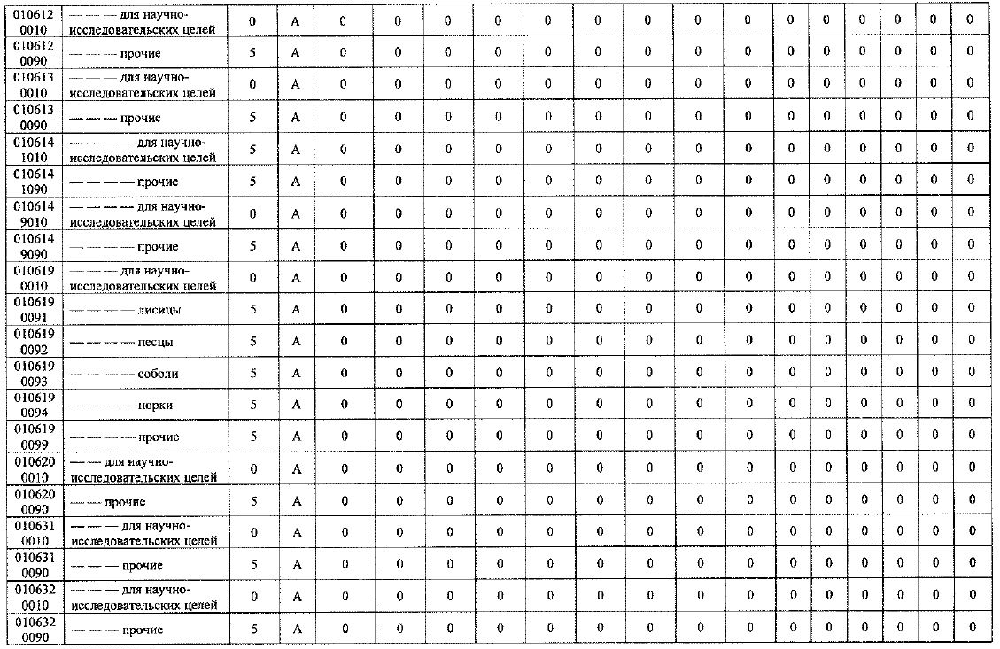 010612 — — — для научно- 0 А 0 0 0 0 0 0 0 0 0 0 0 0 0 0 0
0010 исследовательских целей
010612 — — — прочие 5 А 0 0 0 0 0 0 0 0 0 0 0 0 0 0 0
0090
010613 — — — для научно- 0 А 0 0 0 0 0 0 0 0 0 0 0 0 0 0 0
0010 исследовательских целей
010613 — — — прочие 5 А 0 0 0 0 0 0 0 0 0 0 0 0 0 0 0
0090
010614 — — — — для научно- 5 А 0 0 0 0 0 0 0 0 0 0 0 0 0 0 0
1010 исследовательских целей
010614 — — — — прочие 5 А 0 0 0 0 0 0 0 0 0 0 0 0 0 0 0
1090
010614 — — — — для научно- 0 А 0 0 0 0 0 0 0 0 0 0 0 0 0 0 0
9010 исследовательских целей
010614 — — — — прочие 5 А 0 0 0 0 0 0 0 0 0 0 0 0 0 0 0
9090
010619 — — — для научно- 0 А 0 0 0 0 0 0 0 0 0 0 0 0 0 0 0
0010 исследовательских целей
010619 — — — — лисицы 5 А 0 0 0 0 0 0 0 0 0 0 0 0 0 0 0
0091
010619 — — — — песцы 5 А 0 0 0 0 0 0 0 0 0 0 0 0 0 0 0
0092
010619 — — — — соболи 5 А 0 0 0 0 0 0 0 0 0 0 0 0 0 0 0
0093
010619 — — — — норки 5 А 0 0 0 0 0 0 0 0 0 0 0 0 0 0 0
0094
010619 — — — — прочие 5 А 0 0 0 0 0 0 0 0 0 0 0 0 0 0 0
0099
010620 — — для научно- 0 А 0 0 0 0 0 0 0 0 0 0 0 0 0 0 0
0010 исследовательских целей
010620 — — прочие 5 А 0 0 0 0 0 0 0 0 0 0 0 0 0 0 0
0090
010631 — — — для научно- 0 А 0 0 0 0 0 0 0 0 0 0 0 0 0 0 0
0010 исследовательских целей
010631 — — — прочие 5 А 0 0 0 0 0 0 0 0 0 0 0 0 0 0 0
0090
010632 — — — для научно- 0 А 0 0 0 0 0 0 0 0 0 0 0 0 0 0 0
0010 исследовательских целей
010632 — — — прочие 5 А 0 0 0 0 0 0 0 0 0 0 0 0 0 0 0
0090